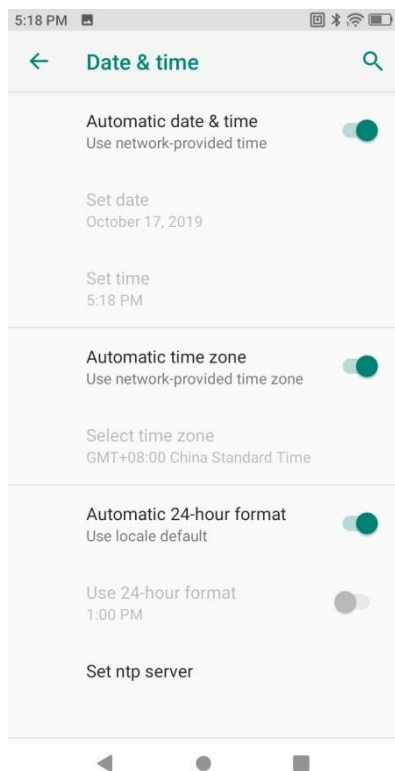 5:18 PM
Date & time
Automatic date & time
Use network-provided time
Set date
October 17, 2019
Set time
5:18 PM
Automatic time zone
Use network-provided time zone
Select time zone
GMT+08:00 China Standard Time
Automatic 24-hour format
Use locale default
Use 24-hour format
1:00 PM
Set ntp server